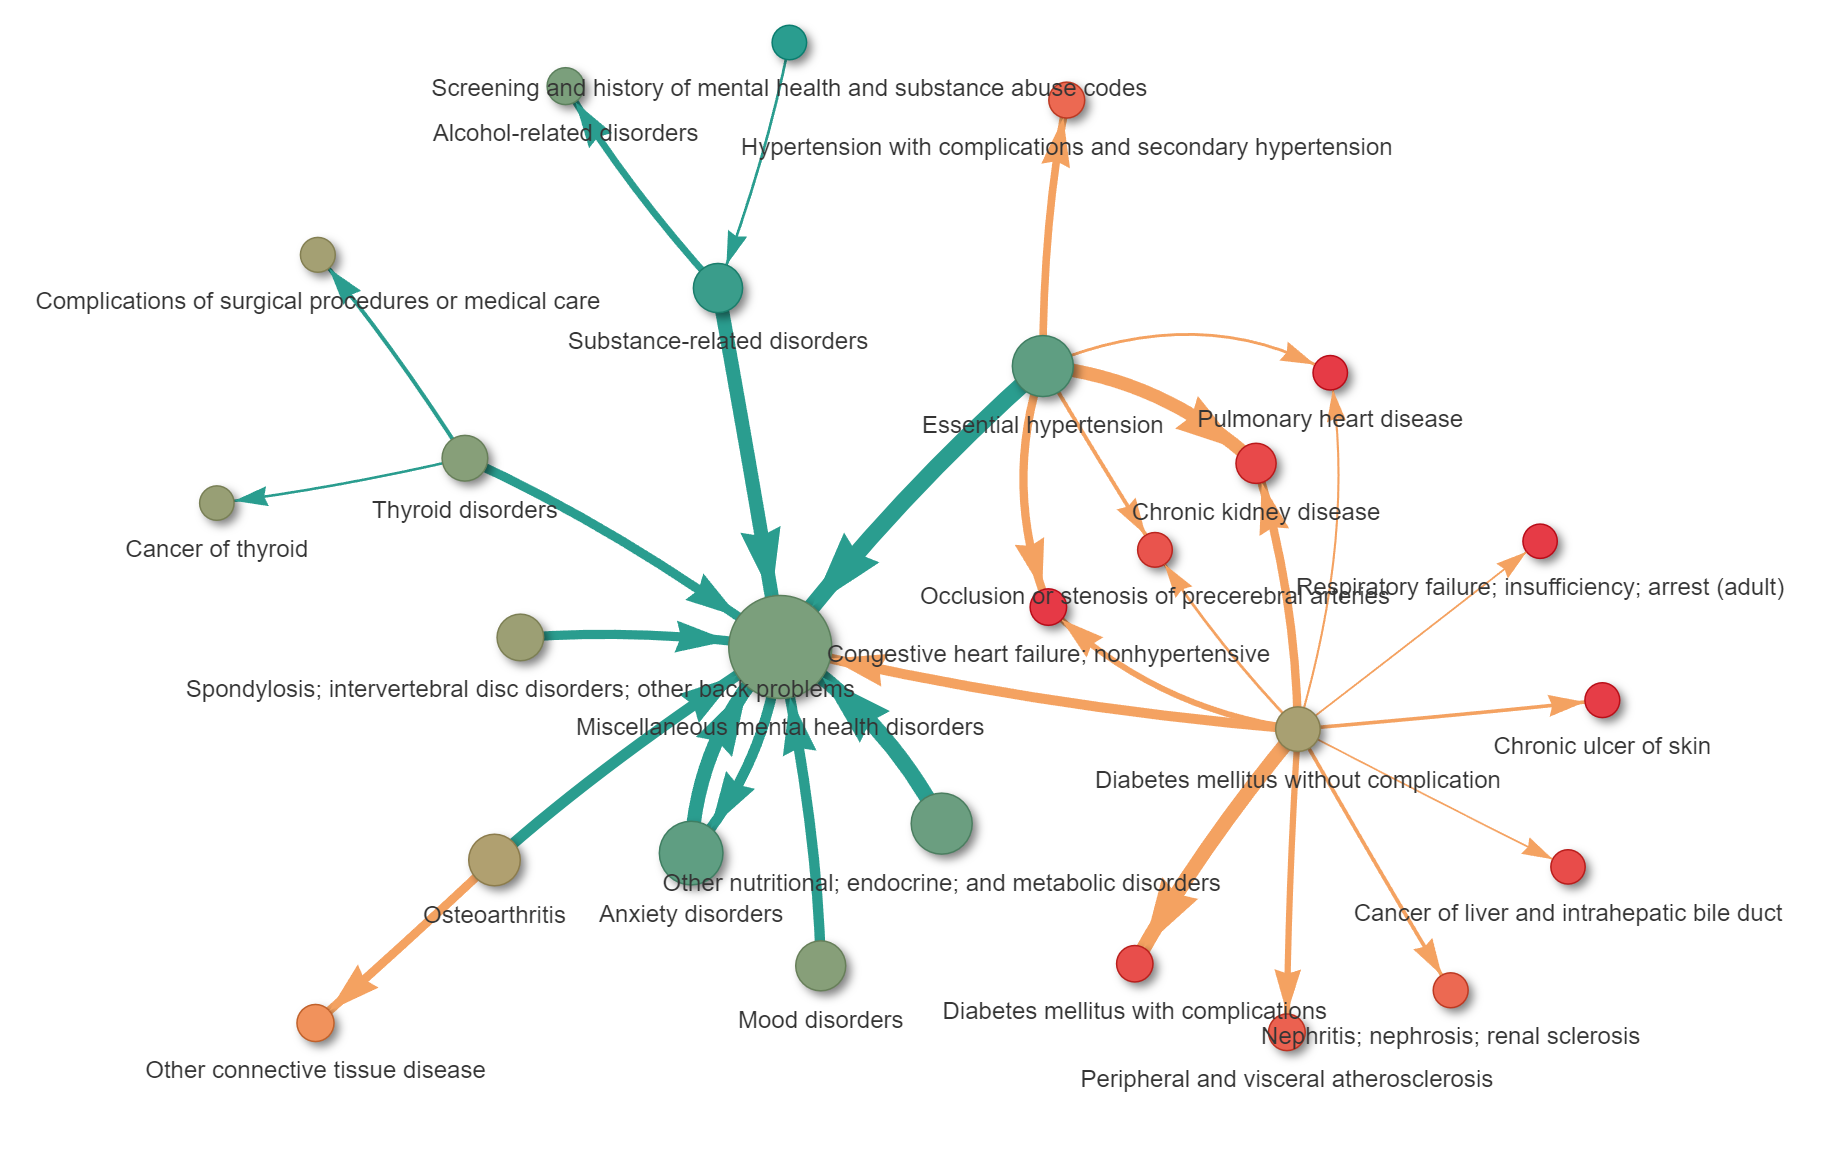 Screening and history of mental health and substance abuse codes
Alcohol-related disorders
Hypertension with complications and secondary hypertension
Complications of surgical procedures or medical care
Substance-related disorders
Pulmonary heart disease
Essential hypertension
Thyroid disorders
Chronic kidney disease
Cancer of thyroid
Respiratory failure; insufficiency; arrest (adult)
Occlusion or stenosis of precerebral arteries
Congestive heart failure; nonhypertensive
Spondylosis; intervertebral disc disorders; other back problems
Miscellaneous mental health disorders
Chronic ulcer of skin
Diabetes mellitus without complication
Other nutritional; endocrine; and metabolic disorders
Osteoarthritis
Anxiety disorders
Cancer of liver and intrahepatic bile duct
Diabetes mellitus with complications
Mood disorders
Nephritis; nephrosis; renal sclerosis
Other connective tissue disease
Peripheral and visceral atherosclerosis